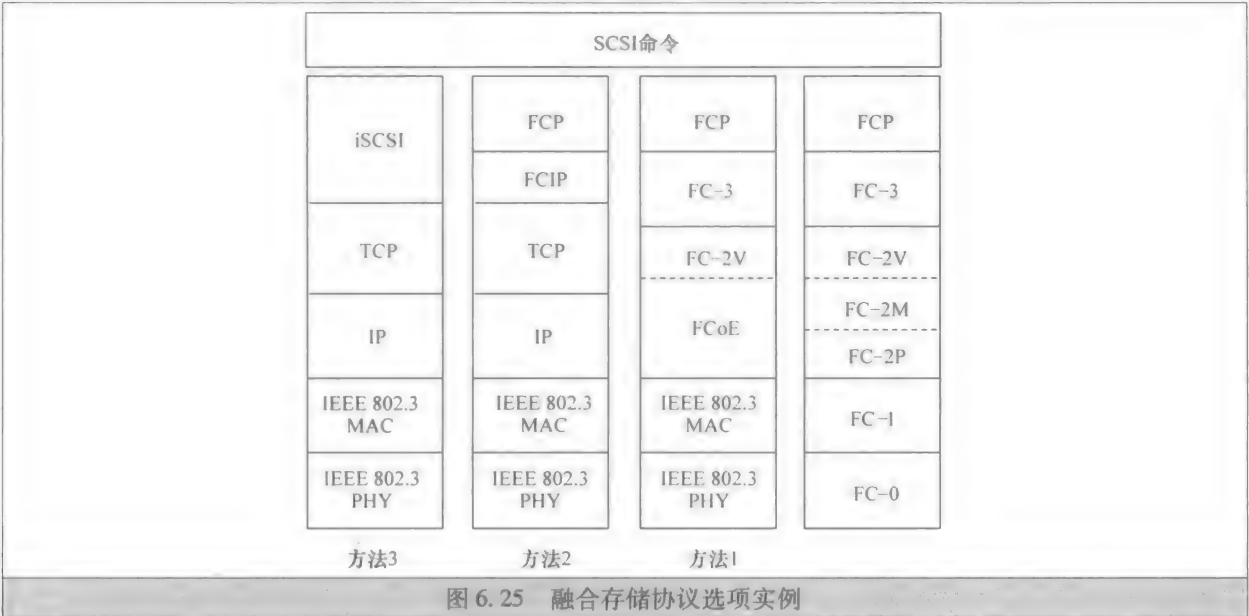 SCSI命令
iSCSI
TCP
IP
IEEE 802.3
MAC
IEEE 802.3
PHY
方法3
FCP
FCIP
TCP
IP
IEEE 802.3
MAC
IEEE 802.3
PHY
方法2
FCP
FC-3
FC-2V
FCoE
IEEE 802.3
MAC
IEEE 802.3
PHY
方法1
FCP
FC-3
FC-2V
FC-2M
FC-2P
FC-1
FC-0
图 6.25 融合存储协议选项实例